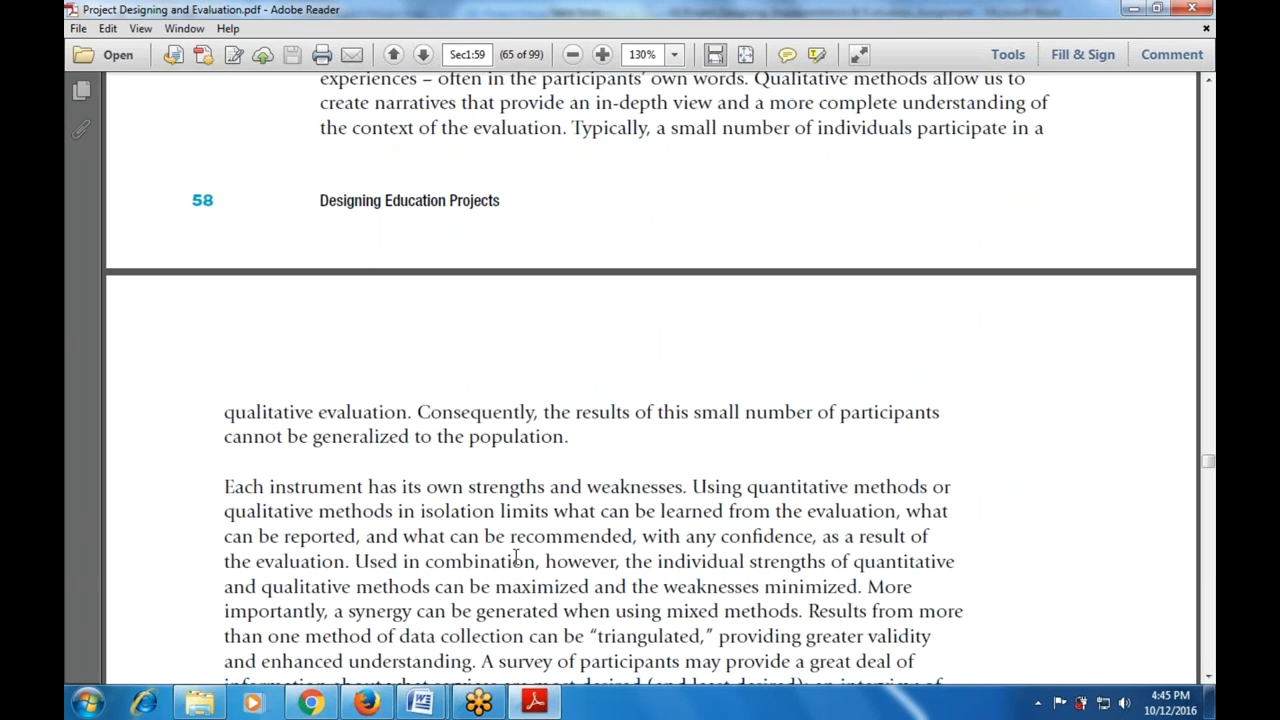 Project Designing and Evaluation.pdf - Adobe Reader
File Edit View Window Help
Open Sec1:59 (65 of 99) 130% Tools Fill & Sign Comment
experiences – often in the participants' own words. Qualitative methods allow us to
create narratives that provide an in-depth view and a more complete understanding of
the context of the evaluation. Typically, a small number of individuals participate in a
58 Designing Education Projects
qualitative evaluation. Consequently, the results of this small number of participants
cannot be generalized to the population.
Each instrument has its own strengths and weaknesses. Using quantitative methods or
qualitative methods in isolation limits what can be learned from the evaluation, what
can be reported, and what can be recommended, with any confidence, as a result of
the evaluation. Used in combination, however, the individual strengths of quantitative
and qualitative methods can be maximized and the weaknesses minimized. More
importantly, a synergy can be generated when using mixed methods. Results from more
than one method of data collection can be “triangulated,” providing greater validity
and enhanced understanding. A survey of participants may provide a great deal of
4:45 PM
10/12/2016